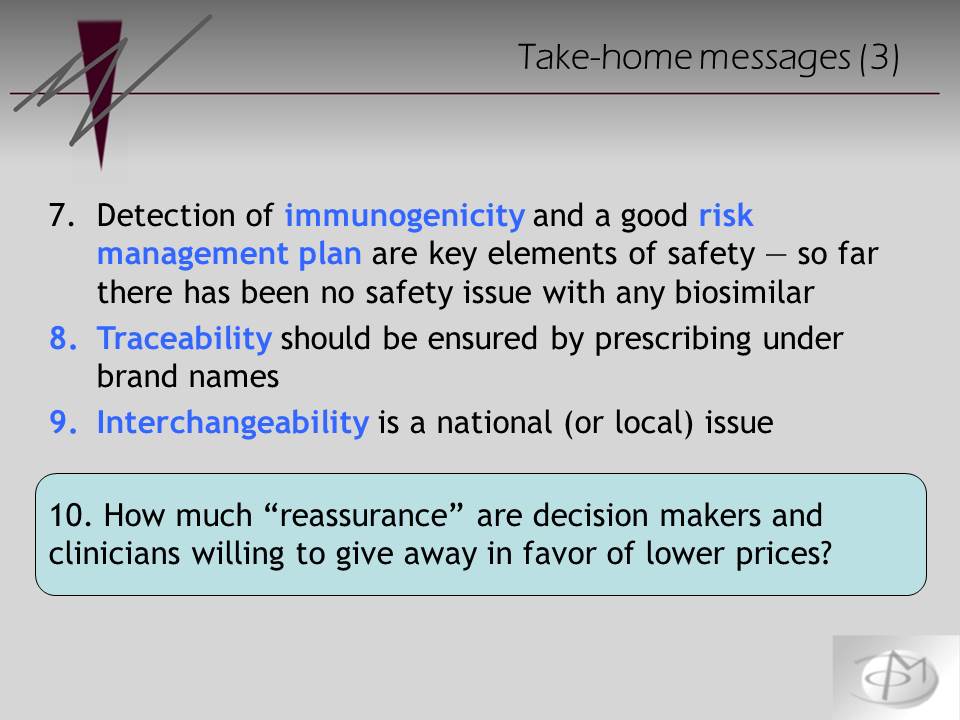 Take-home messages (3)
7. Detection of immunogenicity and a good risk
management plan are key elements of safety — so far
there has been no safety issue with any biosimilar
8. Traceability should be ensured by prescribing under
brand names
9. Interchangeability is a national (or local) issue
10. How much “reassurance” are decision makers and
clinicians willing to give away in favor of lower prices?